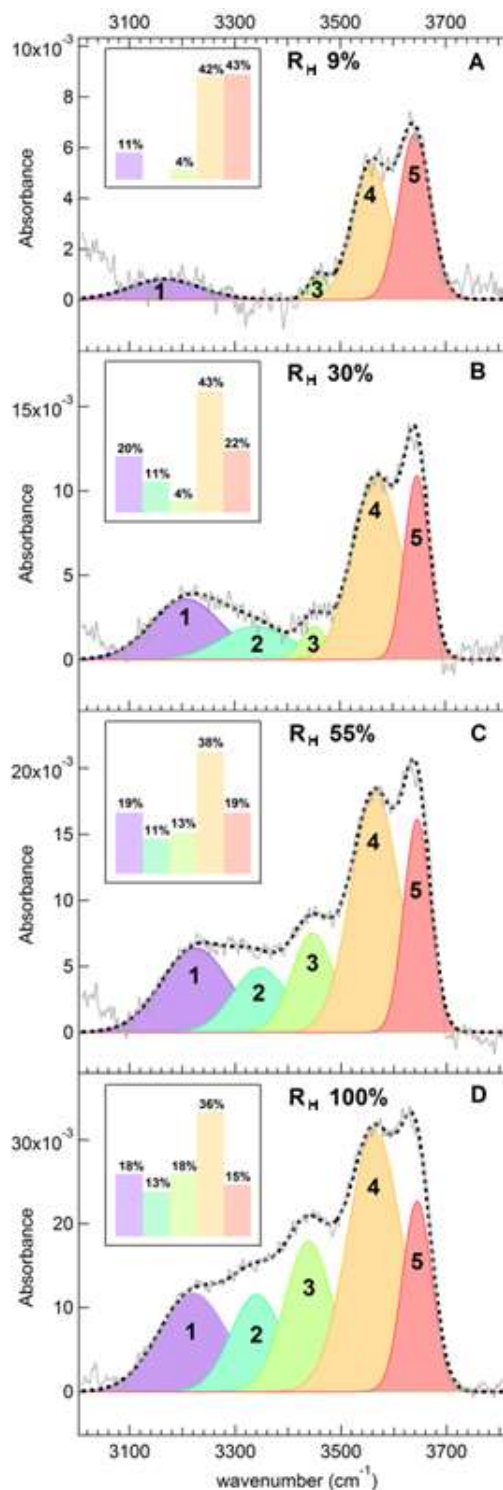 3100 3300 3500 3700
10x10⁻³
R_H 9% A
42% 43%
11%
4%
8
6
4
2
0
Absorbance
1 3 4 5
15x10⁻³
R_H 30% B
43%
20% 22%
11%
4%
10
5
0
Absorbance
1 2 3 4 5
20x10⁻³
R_H 55% C
38%
19% 19%
11% 13%
15
10
5
0
Absorbance
1 2 3 4 5
30x10⁻³
R_H 100% D
36%
18% 18%
13% 15%
20
10
0
Absorbance
1 2 3 4 5
3100 3300 3500 3700
wavenumber (cm⁻¹)